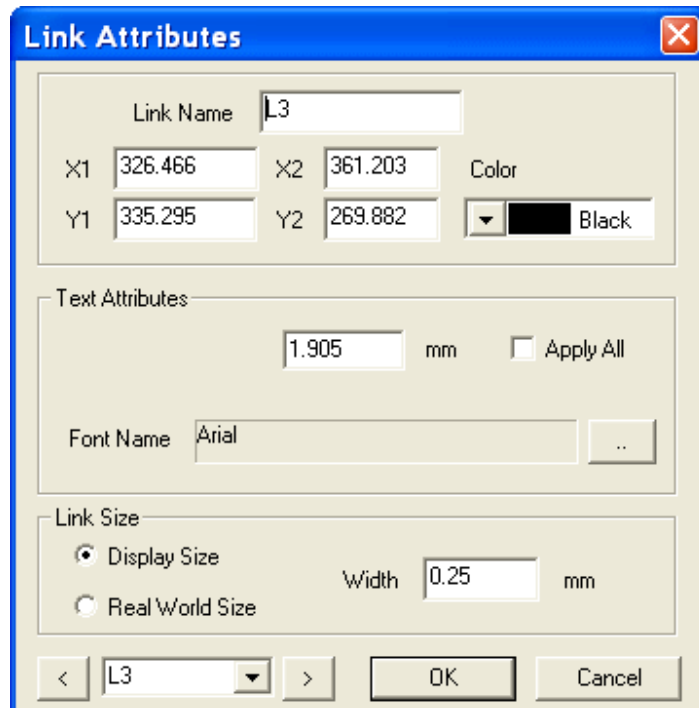 Link Attributes
Link Name L3
X1 326.466 X2 361.203 Color
Y1 335.295 Y2 269.882 Black
Text Attributes
1.905 mm Apply All
Font Name Arial ..
Link Size
Display Size
Width 0.25 mm
Real World Size
< L3 > OK Cancel